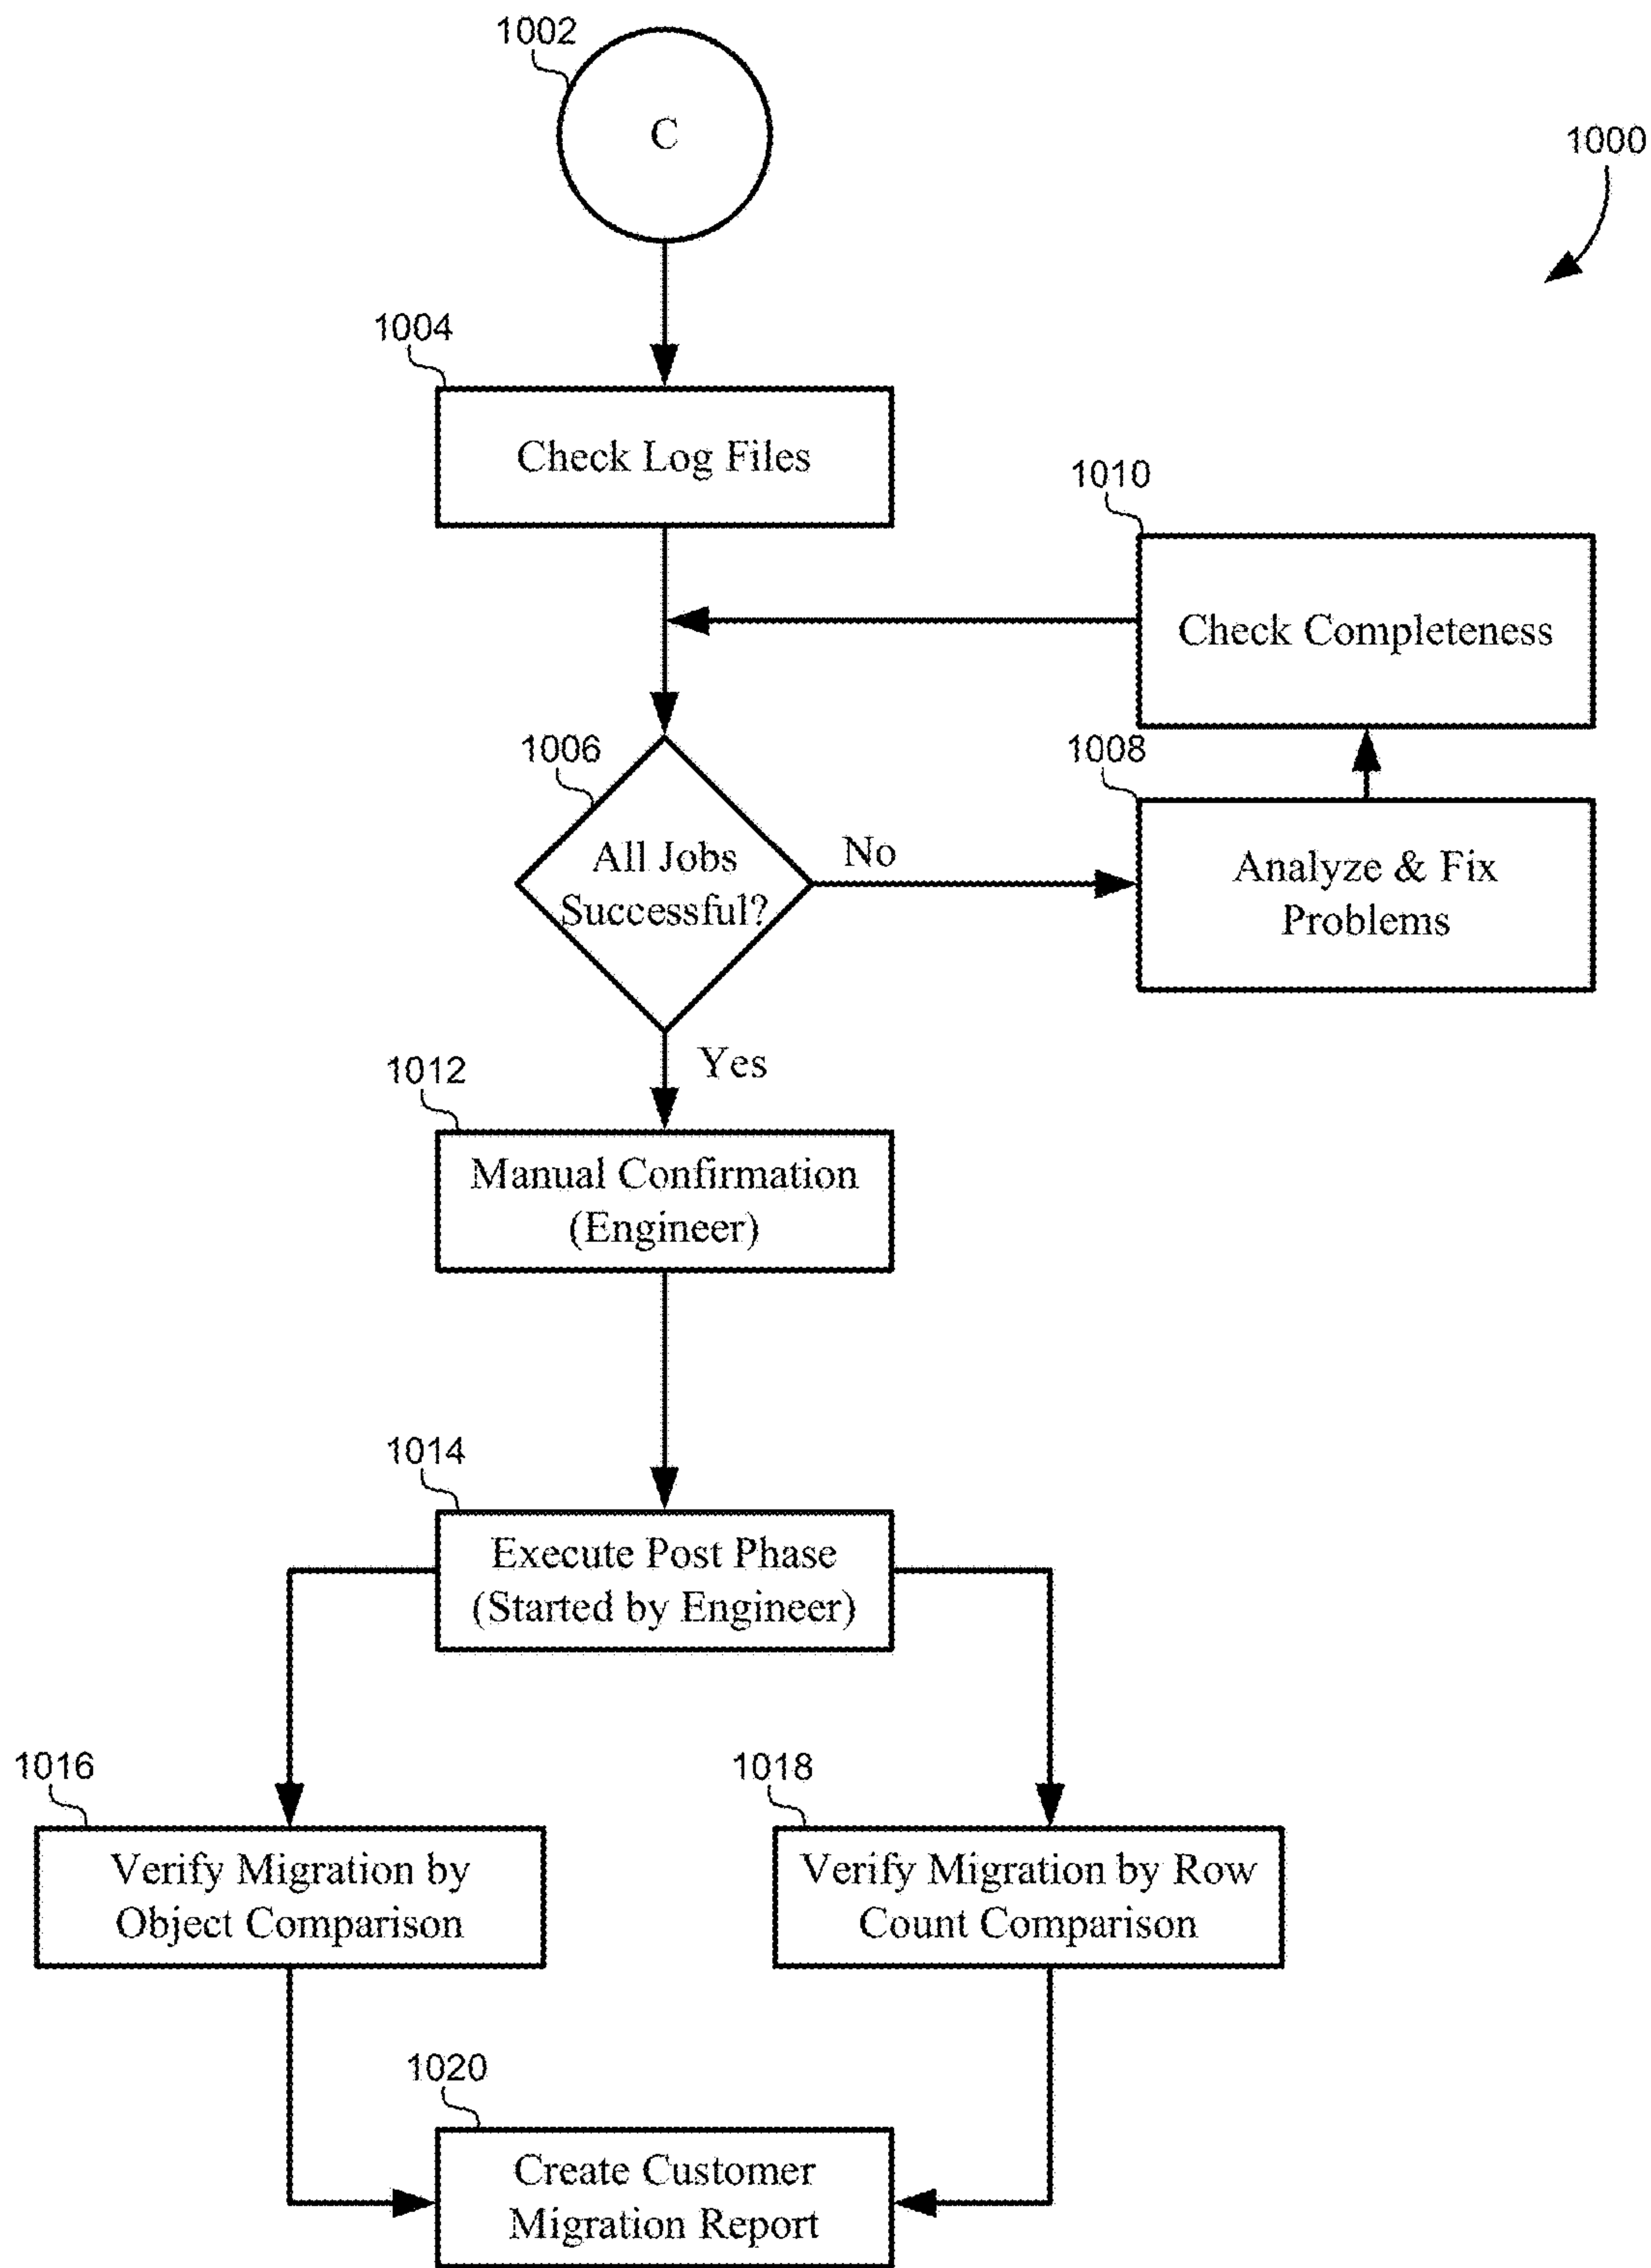 1002
C
1000
1004
Check Log Files
1010
Check Completeness
1006
All Jobs
Successful?
No
1008
Analyze & Fix
Problems
Yes
1012
Manual Confirmation
(Engineer)
1014
Execute Post Phase
(Started by Engineer)
1016
Verify Migration by
Object Comparison
1018
Verify Migration by Row
Count Comparison
1020
Create Customer
Migration Report